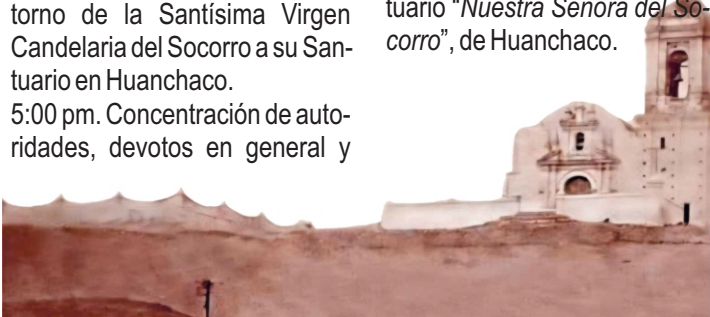 torno de la Santísima Virgen
Candelaria del Socorro a su San-
tuario en Huanchaco.
5:00 pm. Concentración de auto-
ridades, devotos en general y
tuario “Nuestra Señora del So-
corro”, de Huanchaco.